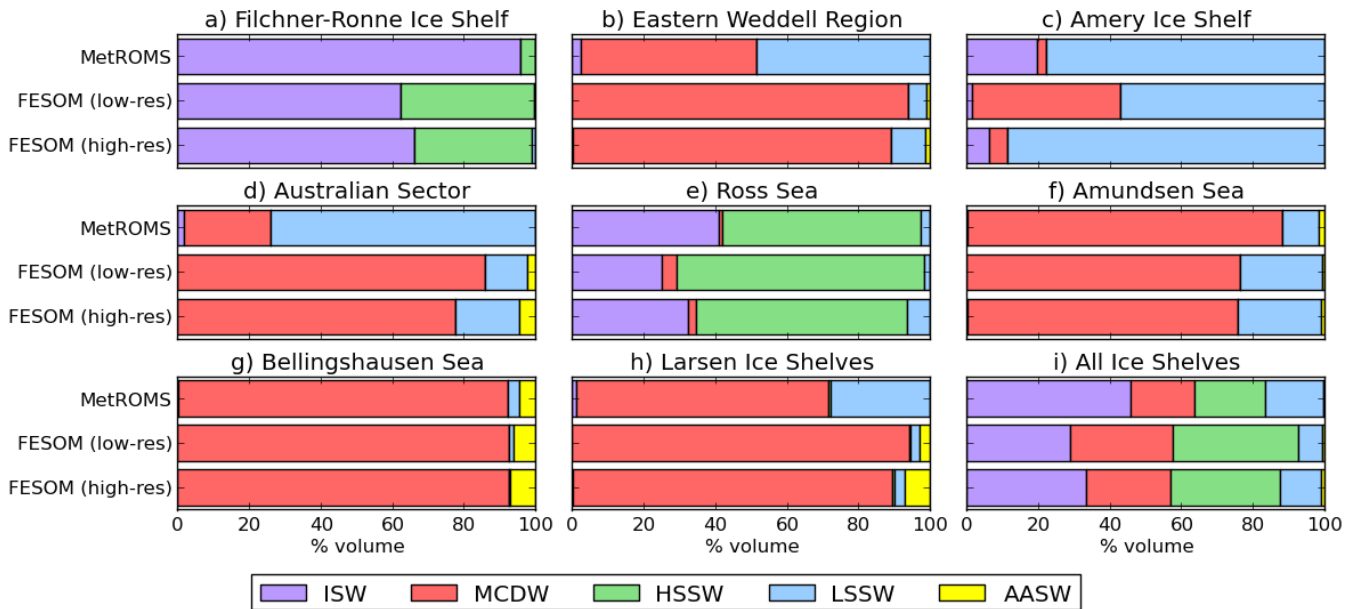 a) Filchner-Ronne Ice Shelf
b) Eastern Weddell Region
c) Amery Ice Shelf
MetROMS
FESOM (low-res)
FESOM (high-res)
d) Australian Sector
e) Ross Sea
f) Amundsen Sea
MetROMS
FESOM (low-res)
FESOM (high-res)
g) Bellingshausen Sea
h) Larsen Ice Shelves
i) All Ice Shelves
MetROMS
FESOM (low-res)
FESOM (high-res)
0 20 40 60 80 100
0 20 40 60 80 100
0 20 40 60 80 100
% volume
% volume
% volume
ISW MCDW HSSW LSSW AASW